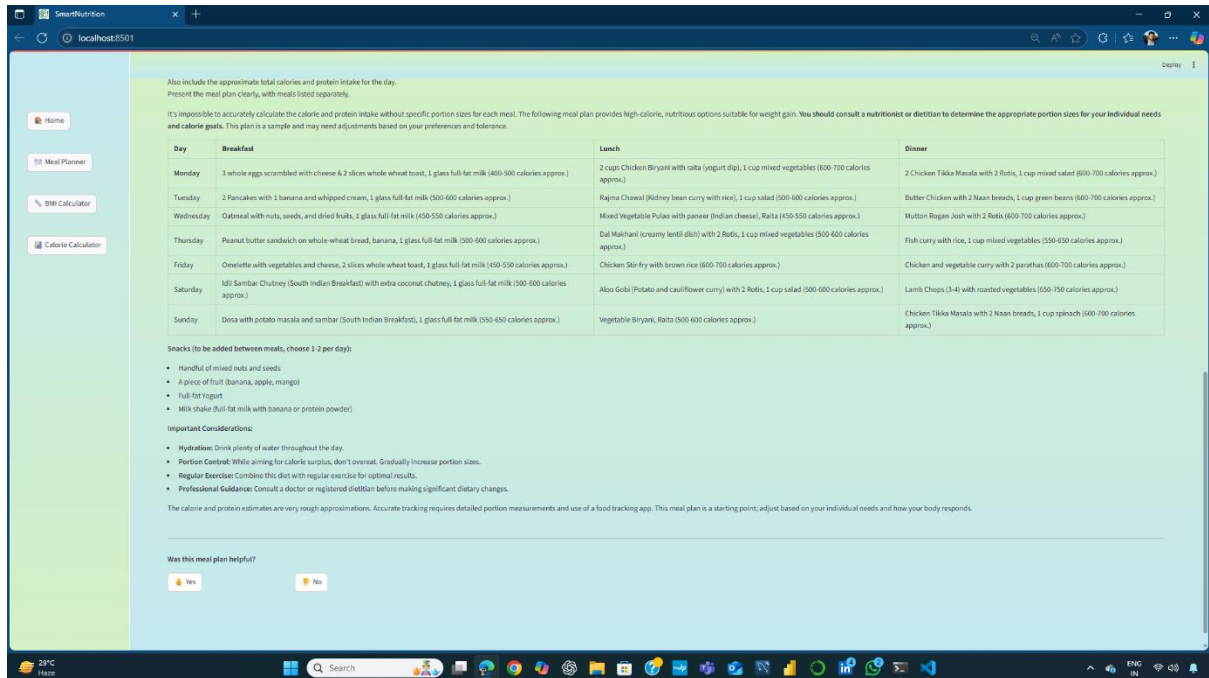 SmartNutrition
localhost:8501
Deploy
Home
Meal Planner
BMI Calculator
Calorie Calculator
Also include the approximate total calories and protein intake for the day.
Present the meal plan clearly, with meals listed separately.
It's impossible to accurately calculate the calorie and protein intake without specific portion sizes for each meal. The following meal plan provides high-calorie, nutritious options suitable for weight gain. You should consult a nutritionist or dietitian to determine the appropriate portion sizes for your individual needs
and calorie goals. This plan is a sample and may need adjustments based on your preferences and tolerance.
Day Breakfast Lunch Dinner
Monday 3 whole eggs scrambled with cheese & 2 slices whole wheat toast, 1 glass full-fat milk (400-500 calories approx.) 2 cups Chicken Biryani with raita (yogurt dip), 1 cup mixed vegetables (600-700 calories approx.) 2 Chicken Tikka Masala with 2 Rotis, 1 cup mixed salad (600-700 calories approx.)
Tuesday 2 Pancakes with 1 banana and whipped cream, 1 glass full-fat milk (500-600 calories approx.) Rajma Chawal (Kidney bean curry with rice), 1 cup salad (500-600 calories approx.) Butter Chicken with 2 Naan breads, 1 cup green beans (600-700 calories approx.)
Wednesday Oatmeal with nuts, seeds, and dried fruits, 1 glass full-fat milk (450-550 calories approx.) Mixed Vegetable Pulao with paneer (Indian cheese), Raita (450-550 calories approx.) Mutton Rogan Josh with 2 Rotis (600-700 calories approx.)
Thursday Peanut butter sandwich on whole-wheat bread, banana, 1 glass full-fat milk (500-600 calories approx.) Dal Makhani (creamy lentil dish) with 2 Rotis, 1 cup mixed vegetables (500-600 calories approx.) Fish curry with rice, 1 cup mixed vegetables (550-650 calories approx.)
Friday Omelette with vegetables and cheese, 2 slices whole wheat toast, 1 glass full-fat milk (450-550 calories approx.) Chicken Stir-fry with brown rice (600-700 calories approx.) Chicken and vegetable curry with 2 parathas (600-700 calories approx.)
Saturday Idli Sambar Chutney (South Indian Breakfast) with extra coconut chutney, 1 glass full-fat milk (500-600 calories approx.) Aloo Gobi (Potato and cauliflower curry) with 2 Rotis, 1 cup salad (500-600 calories approx.) Lamb Chops (3-4) with roasted vegetables (650-750 calories approx.)
Sunday Dosa with potato masala and sambar (South Indian Breakfast), 1 glass full-fat milk (550-650 calories approx.) Vegetable Biryani, Raita (500-600 calories approx.) Chicken Tikka Masala with 2 Naan breads, 1 cup spinach (600-700 calories approx.)
Snacks (to be added between meals, choose 1-2 per day):
• Handful of mixed nuts and seeds
• A piece of fruit (banana, apple, mango)
• Full-fat Yogurt
• Milk shake (full-fat milk with banana or protein powder)
Important Considerations:
• Hydration: Drink plenty of water throughout the day.
• Portion Control: While aiming for calorie surplus, don't overeat. Gradually increase portion sizes.
• Regular Exercise: Combine this diet with regular exercise for optimal results.
• Professional Guidance: Consult a doctor or registered dietitian before making significant dietary changes.
The calorie and protein estimates are very rough approximations. Accurate tracking requires detailed portion measurements and use of a food tracking app. This meal plan is a starting point; adjust based on your individual needs and how your body responds.
Was this meal plan helpful?
Yes No
29°C
Haze
Search
ENG
IN